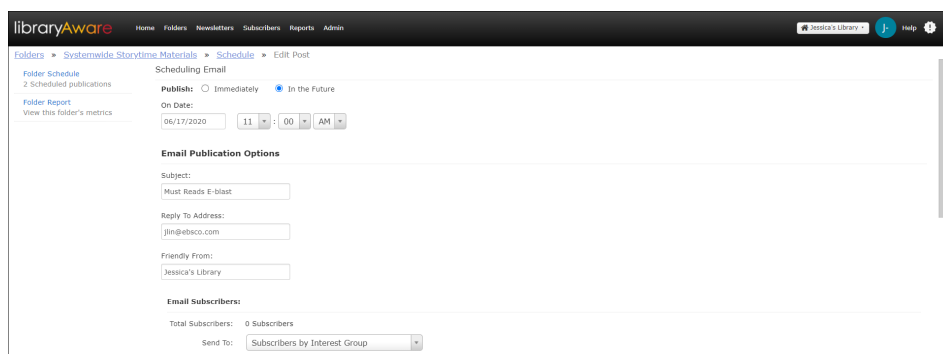 libraryAware Home Folders Newsletters Subscribers Reports Admin Jessica's Library J- Help
Folders » Systemwide Storytime Materials » Schedule » Edit Post
Folder Schedule
2 Scheduled publications
Folder Report
View this folder's metrics
Scheduling Email
Publish: Immediately In the Future
On Date:
06/17/2020 11 : 00 AM
Email Publication Options
Subject:
Must Reads E-blast
Reply To Address:
jlin@ebsco.com
Friendly From:
Jessica's Library
Email Subscribers:
Total Subscribers: 0 Subscribers
Send To: Subscribers by Interest Group